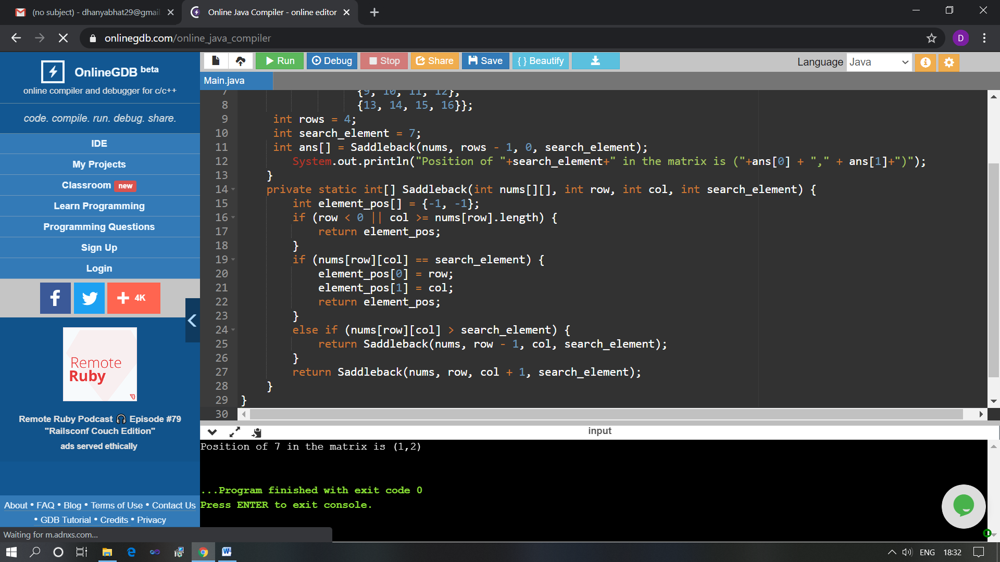 (no subject) - dhanyabhat29@gmai
Online Java Compiler - online editor
onlinegdb.com/online_java_compiler
D
OnlineGDB beta
online compiler and debugger for c/c++
code. compile. run. debug. share.
IDE
My Projects
Classroom new
Learn Programming
Programming Questions
Sign Up
Login
4K
Remote
Ruby
Remote Ruby Podcast 🎧 Episode #79
"Railsconf Couch Edition"
ads served ethically
About • FAQ • Blog • Terms of Use • Contact Us
• GDB Tutorial • Credits • Privacy
Waiting for m.adnxs.com...
Run Debug Stop Share Save { } Beautify
Language Java
Main.java
7 {9, 10, 11, 12},
8 {13, 14, 15, 16}};
9 int rows = 4;
10 int search_element = 7;
11 int ans[] = Saddleback(nums, rows - 1, 0, search_element);
12 System.out.println("Position of "+search_element+" in the matrix is ("+ans[0] + "," + ans[1]+")");
13 }
14 private static int[] Saddleback(int nums[][], int row, int col, int search_element) {
15 int element_pos[] = {-1, -1};
16 if (row < 0 || col >= nums[row].length) {
17 return element_pos;
18 }
19 if (nums[row][col] == search_element) {
20 element_pos[0] = row;
21 element_pos[1] = col;
22 return element_pos;
23 }
24 else if (nums[row][col] > search_element) {
25 return Saddleback(nums, row - 1, col, search_element);
26 }
27 return Saddleback(nums, row, col + 1, search_element);
28 }
29 }
30
input
Position of 7 in the matrix is (1,2)
...Program finished with exit code 0
Press ENTER to exit console.
ENG 18:32